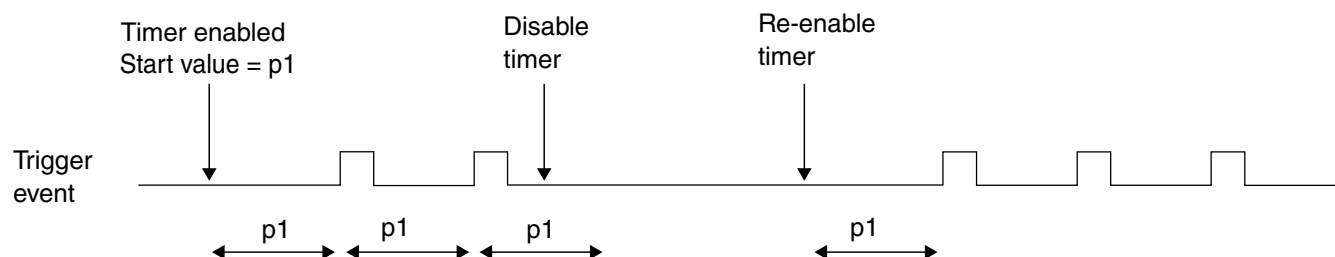 Timer enabled
Start value = p1
Disable
timer
Re-enable
timer
Trigger
event
p1
p1
p1
p1